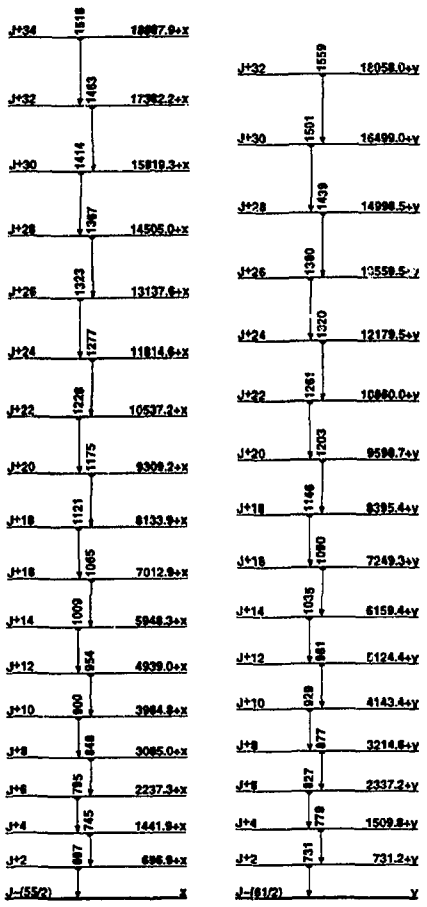 J+34 1516 18897.9+x
J+32 1463 17382.2+x
J+30 1414 15919.3+x
J+28 1367 14505.0+x
J+26 1323 13137.6+x
J+24 1277 11814.6+x
J+22 1228 10537.2+x
J+20 1175 9309.2+x
J+18 1121 8133.9+x
J+16 1065 7012.9+x
J+14 1009 5948.3+x
J+12 954 4939.0+x
J+10 900 3984.8+x
J+8 848 3085.0+x
J+6 795 2237.3+x
J+4 745 1441.9+x
J+2 697 696.9+x
J~(55/2) x
J+32 1559 18058.0+y
J+30 1501 16499.0+y
J+28 1439 14998.5+y
J+26 1380 13559.5+y
J+24 1320 12179.5+y
J+22 1261 10860.0+y
J+20 1203 9598.7+y
J+18 1146 8395.4+y
J+16 1090 7249.3+y
J+14 1035 6159.4+y
J+12 981 5124.4+y
J+10 929 4143.4+y
J+8 877 3214.6+y
J+6 827 2337.2+y
J+4 779 1509.8+y
J+2 731 731.2+y
J~(61/2) y